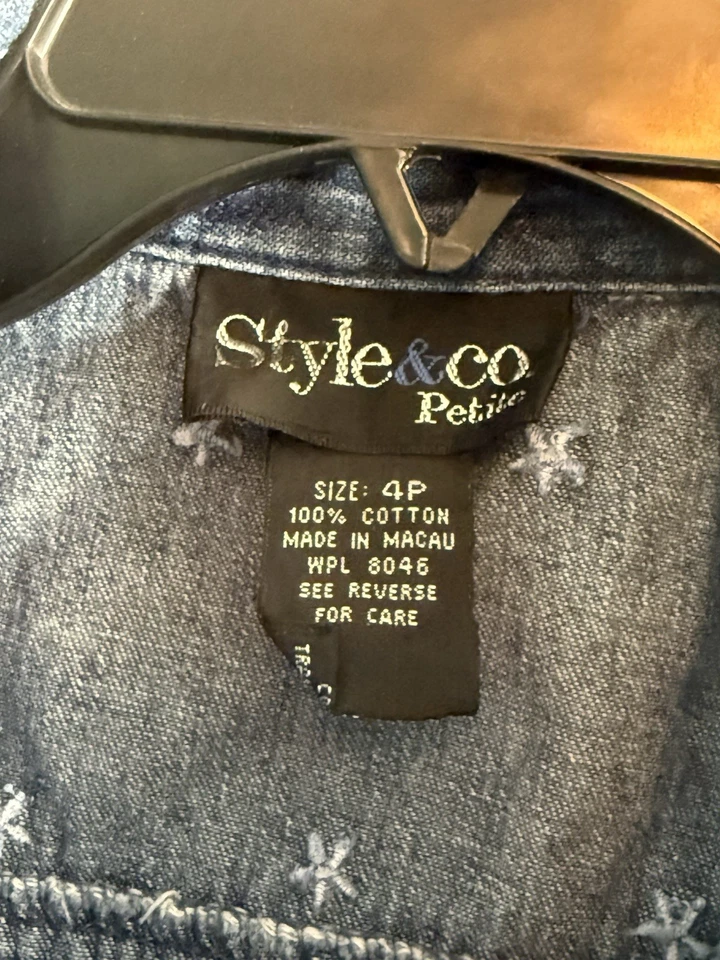 Style&co
Petite
SIZE: 4P
100% COTTON
MADE IN MACAU
WPL 8046
SEE REVERSE
FOR CARE